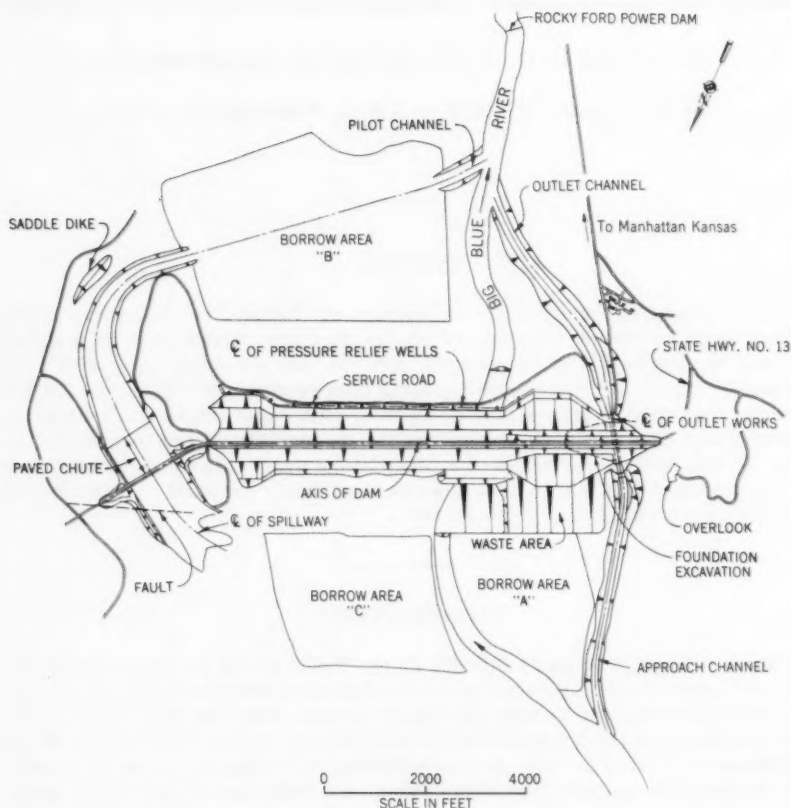 ROCKY FORD POWER DAM
N
PILOT CHANNEL
RIVER
OUTLET CHANNEL
SADDLE DIKE
To Manhattan Kansas
BORROW AREA
"B"
BLUE
BIG
STATE HWY. NO. 13
℄ OF PRESSURE RELIEF WELLS
SERVICE ROAD
℄ OF OUTLET WORKS
PAVED CHUTE
AXIS OF DAM
OVERLOOK
℄ OF SPILLWAY
WASTE AREA
FOUNDATION
EXCAVATION
FAULT
BORROW AREA
"C"
BORROW AREA
"A"
APPROACH CHANNEL
0 2000 4000
SCALE IN FEET